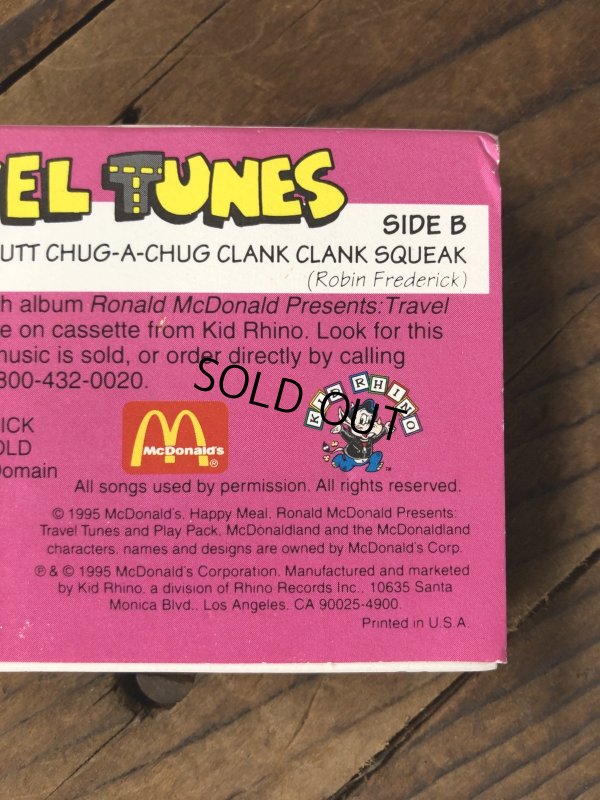 EL TUNES
SIDE B
UTT CHUG-A-CHUG CLANK CLANK SQUEAK
(Robin Frederick)
h album Ronald McDonald Presents: Travel
e on cassette from Kid Rhino. Look for this
music is sold, or order directly by calling
800-432-0020.
SOLD OUT
KID RHINO
TM
ICK
OLD
Domain
McDonald's
®
All songs used by permission. All rights reserved.
© 1995 McDonald's, Happy Meal, Ronald McDonald Presents:
Travel Tunes and Play Pack, McDonaldland and the McDonaldland
characters, names and designs are owned by McDonald's Corp.
℗ & © 1995 McDonald's Corporation. Manufactured and marketed
by Kid Rhino, a division of Rhino Records Inc., 10635 Santa
Monica Blvd., Los Angeles, CA 90025-4900.
Printed in U.S.A.